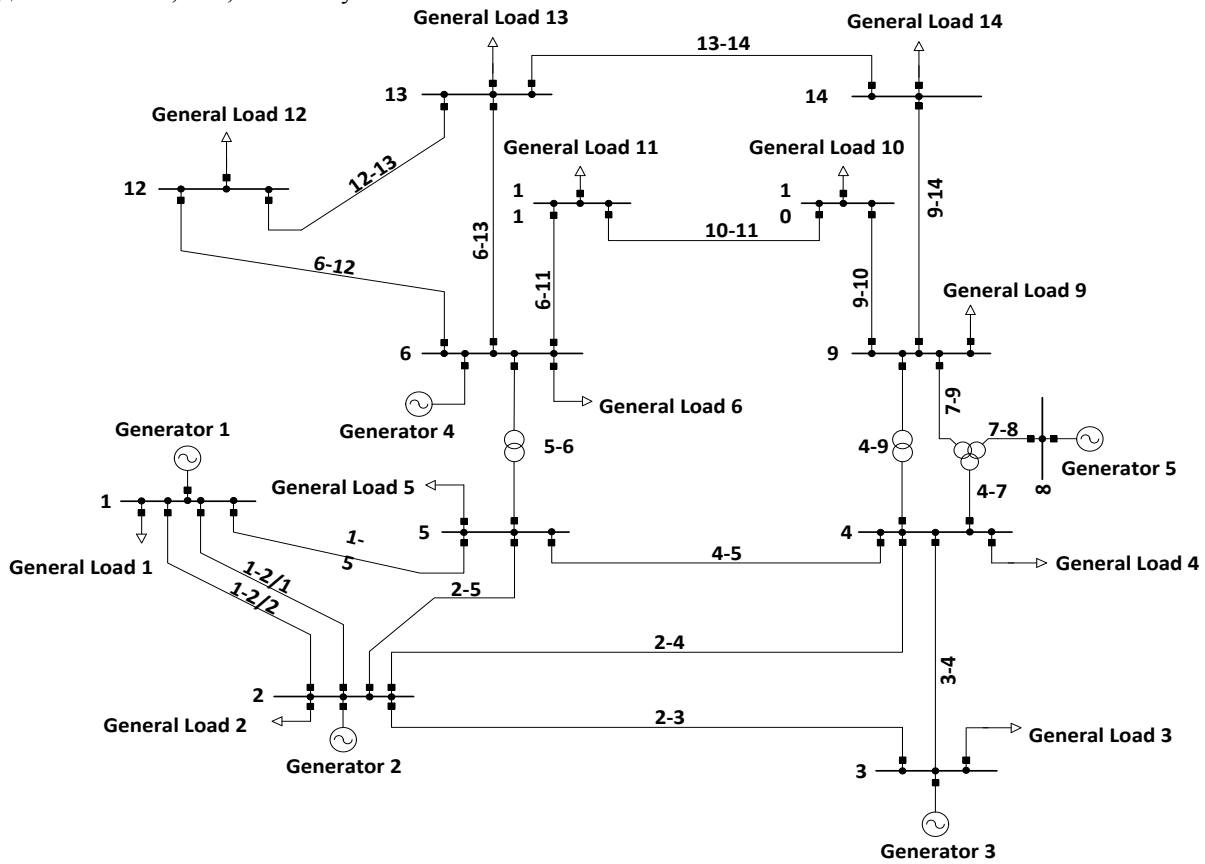 General Load 13
General Load 14
13-14
13
14
General Load 12
General Load 11
General Load 10
12-13
12
1
1
1
0
9-14
10-11
6-13
6-12
6-11
9-10
General Load 9
6
9
7-9
General Load 6
Generator 4
Generator 1
5-6
4-9
7-8
Generator 5
General Load 5
4-7
8
1
5
4
1-
5
4-5
General Load 1
General Load 4
1-2/1
1-2/2
2-5
2-4
3-4
2
General Load 2
2-3
General Load 3
Generator 2
3
Generator 3